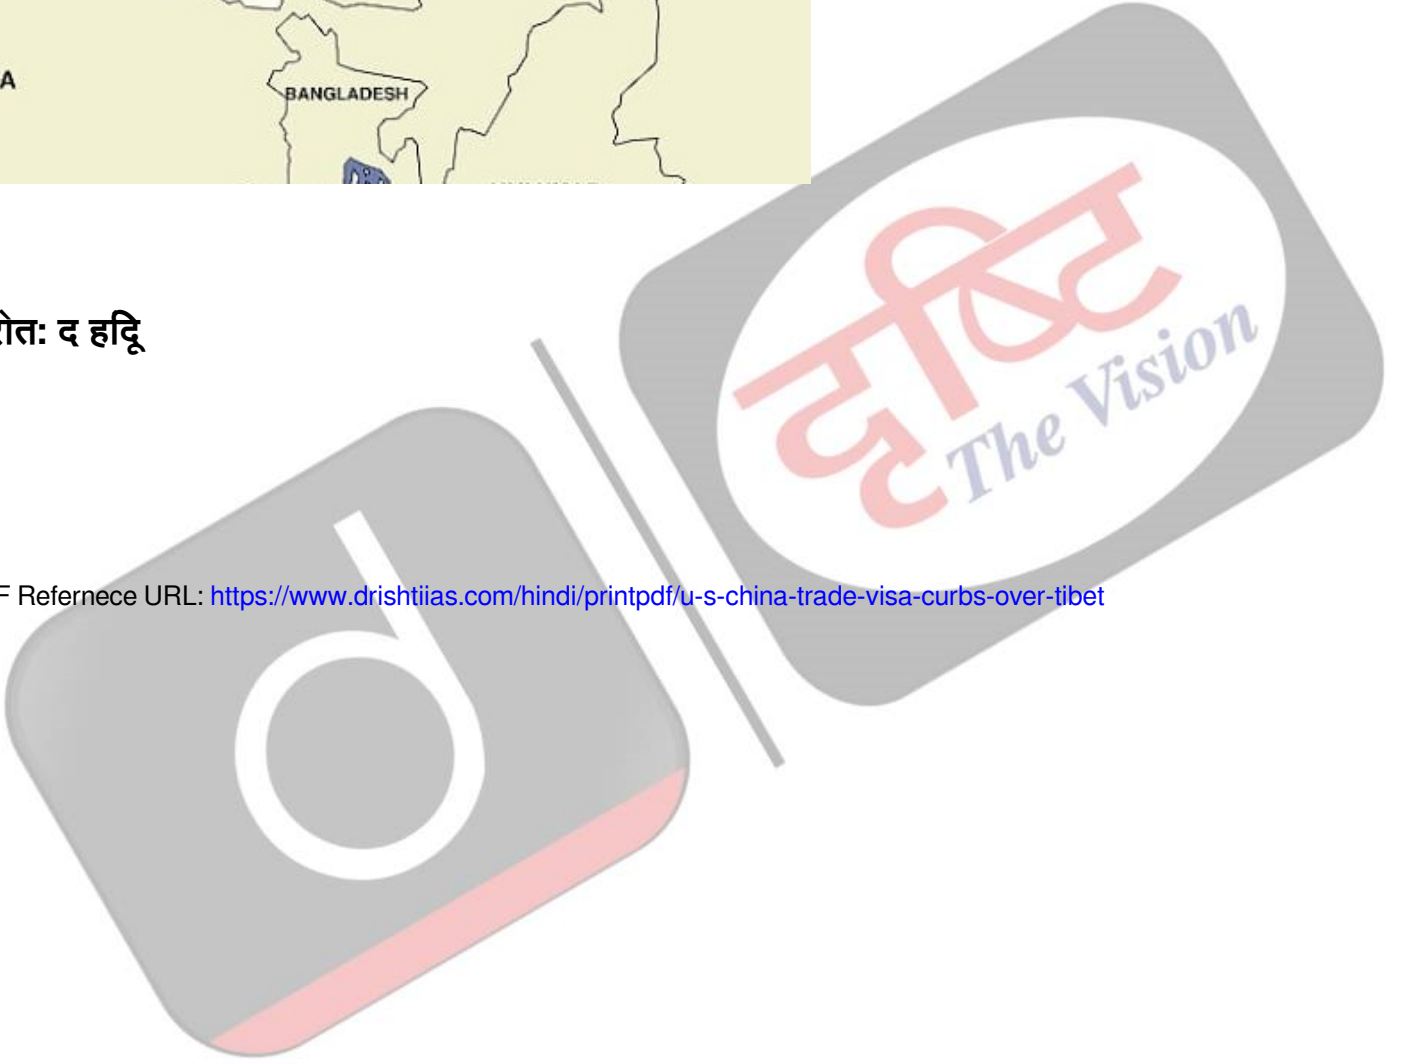 A
BANGLADESH
रोत: द हिंदू
F Refernece URL: https://www.drishtiias.com/hindi/printpdf/u-s-china-trade-visa-curbs-over-tibet
दृष्टि
The Vision
d